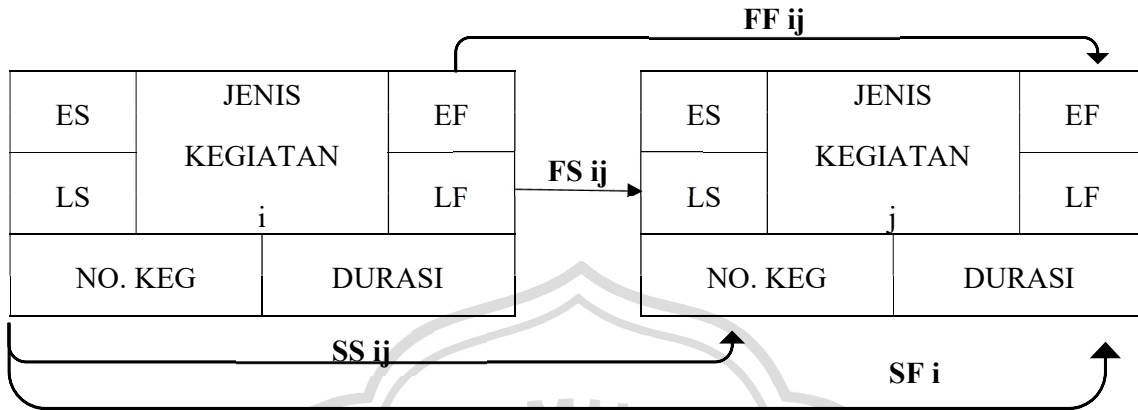 FF ij
ES
JENIS
KEGIATAN
i
EF
LS
LF
NO. KEG
DURASI
FS ij
ES
JENIS
KEGIATAN
j
EF
LS
LF
NO. KEG
DURASI
SS ij
SF i